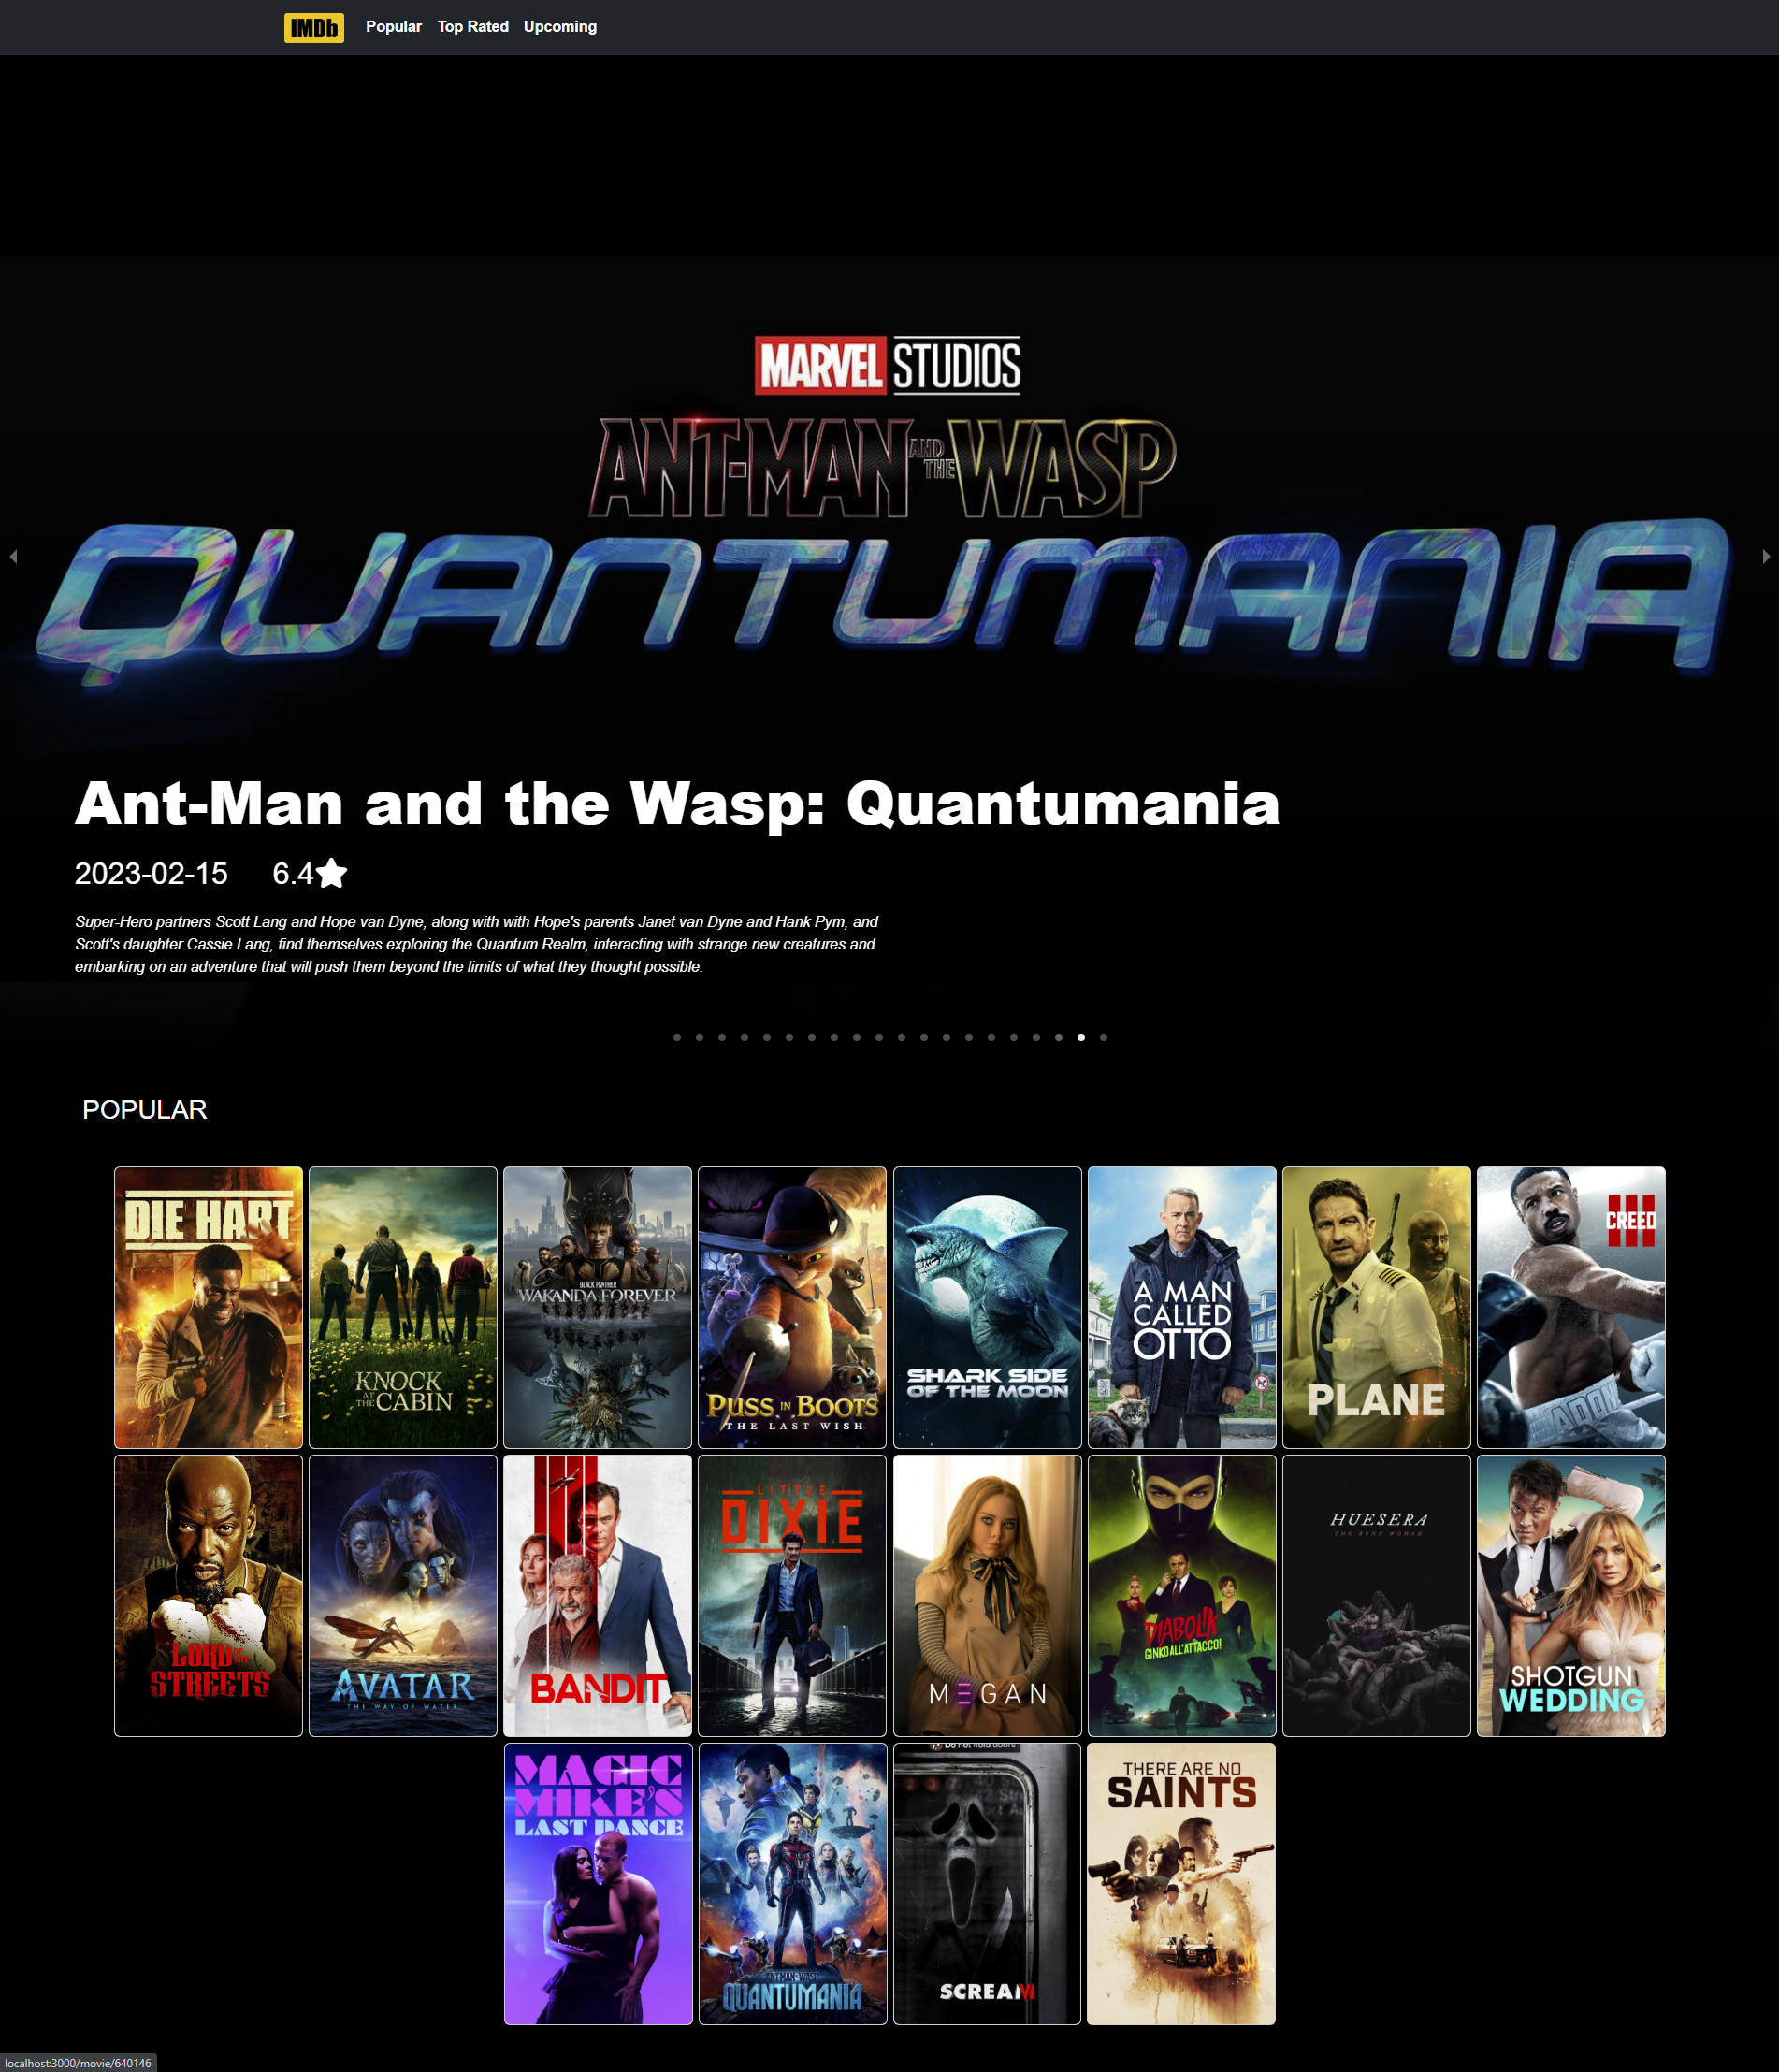 IMDb
Popular Top Rated Upcoming
MARVEL STUDIOS
ANT-MAN AND THE WASP
QUANTUMANIA
Ant-Man and the Wasp: Quantumania
2023-02-15 6.4
Super-Hero partners Scott Lang and Hope van Dyne, along with with Hope's parents Janet van Dyne and Hank Pym, and
Scott's daughter Cassie Lang, find themselves exploring the Quantum Realm, interacting with strange new creatures and
embarking on an adventure that will push them beyond the limits of what they thought possible.
POPULAR
DIE HART
KNOCK
AT THE CABIN
BLACK PANTHER
WAKANDA FOREVER
PUSS IN BOOTS
THE LAST WISH
SHARK SIDE
OF THE MOON
A MAN
CALLED
OTTO
PLANE
CREED
III
ADON
LORD OF THE
STREETS
AVATAR
THE WAY OF WATER
BANDIT
LITTLE
DIXIE
M3GAN
DIABOLIK
GINKO ALL'ATTACCO!
HUESERA
THE BONE WOMAN
SHOTGUN
WEDDING
MAGIC
MIKE'S
LAST DANCE
ANT-MAN AND THE WASP
QUANTUMANIA
Do not hold doors
SCREAM VI
THERE ARE NO
SAINTS
localhost:3000/movie/640146